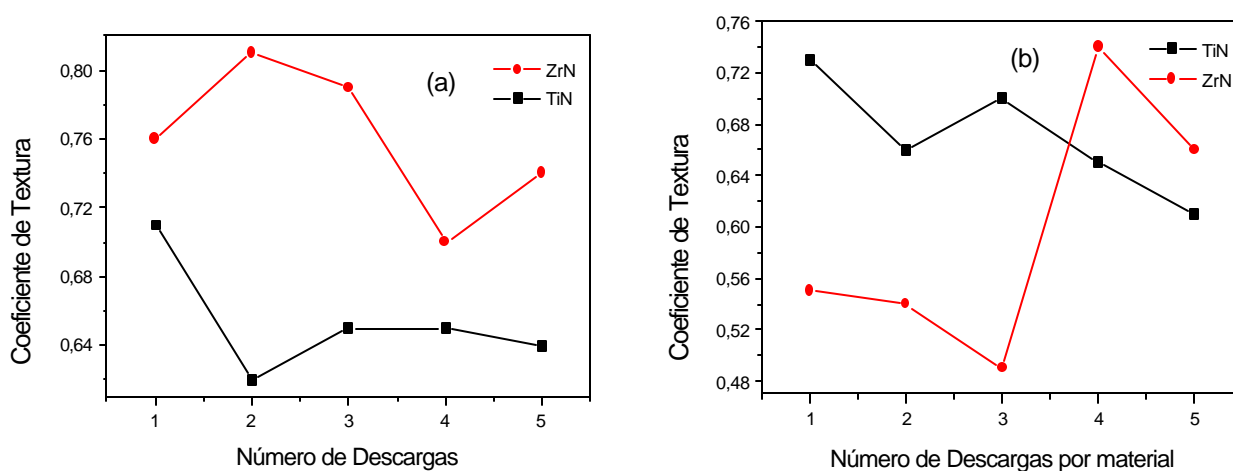 0,80
0,76
0,72
0,68
0,64
Coeficiente de Textura
(a)
ZrN
TiN
1 2 3 4 5
Número de Descargas
0,76
0,72
0,68
0,64
0,60
0,56
0,52
0,48
Coeficiente de Textura
(b)
TiN
ZrN
1 2 3 4 5
Número de Descargas por material